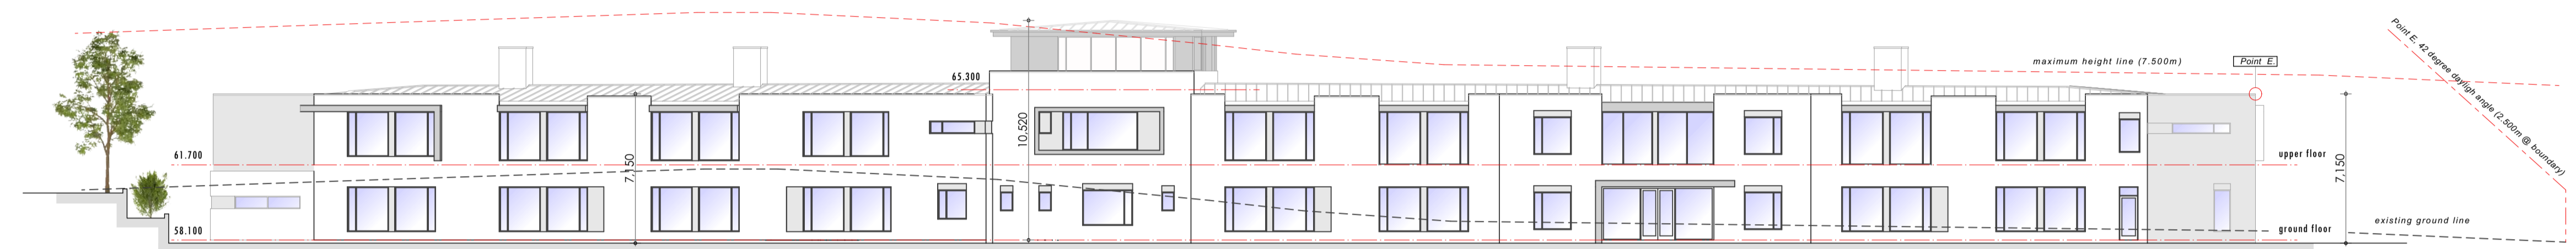 65.300
10,520
maximum height line (7.500m)
Point E.
Point E. 42 degree dayligh angle (2.500m @ boundary)
61.700
7,150
upper floor
7,150
existing ground line
58.100
ground floor